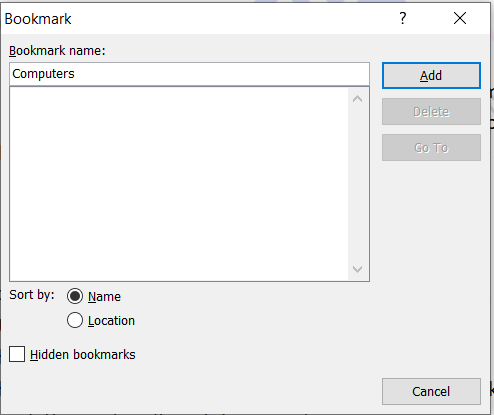 Bookmark
?
Bookmark name:
Computers
Add
Delete
Go To
Sort by:
Name
Location
Hidden bookmarks
Cancel